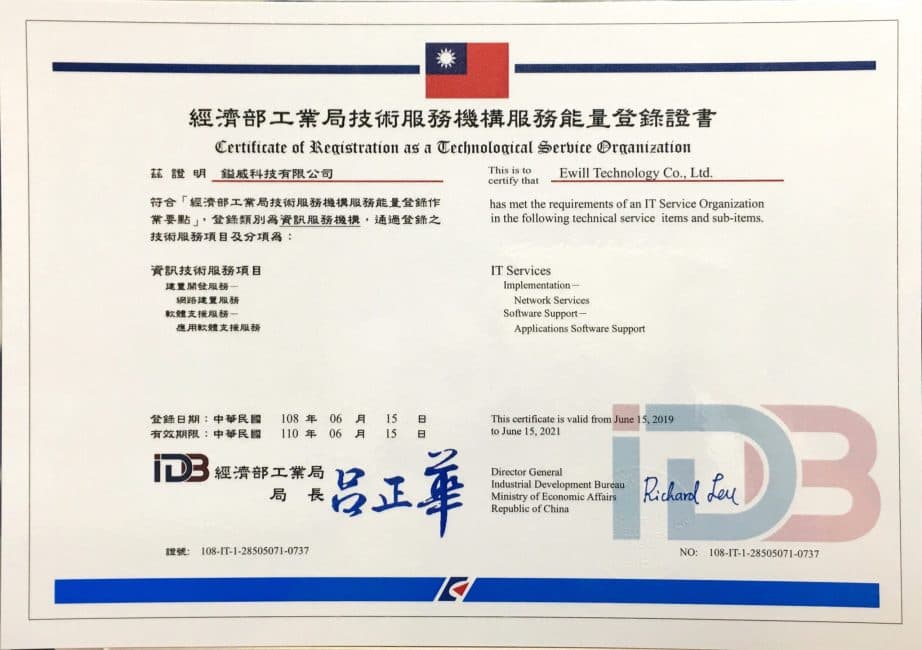 經濟部工業局技術服務機構服務能量登錄證書
Certificate of Registration as a Technological Service Organization
茲證明 鎰威科技有限公司
符合「經濟部工業局技術服務機構服務能量登錄作
業要點」，登錄類別為資訊服務機構，通過登錄之
技術服務項目及分項為：
資訊技術服務項目
建置開發服務－
網路建置服務
軟體支援服務－
應用軟體支援服務
登錄日期：中華民國 108 年 06 月 15 日
有效期限：中華民國 110 年 06 月 15 日
IDB 經濟部工業局
局長 呂正華
證號: 108-IT-1-28505071-0737
This is to
certify that Ewill Technology Co., Ltd.
has met the requirements of an IT Service Organization
in the following technical service items and sub-items.
IT Services
Implementation－
Network Services
Software Support－
Applications Software Support
This certificate is valid from June 15, 2019
to June 15, 2021
Director General
Industrial Development Bureau
Ministry of Economic Affairs
Republic of China
Richard Leu
IDB
NO: 108-IT-1-28505071-0737